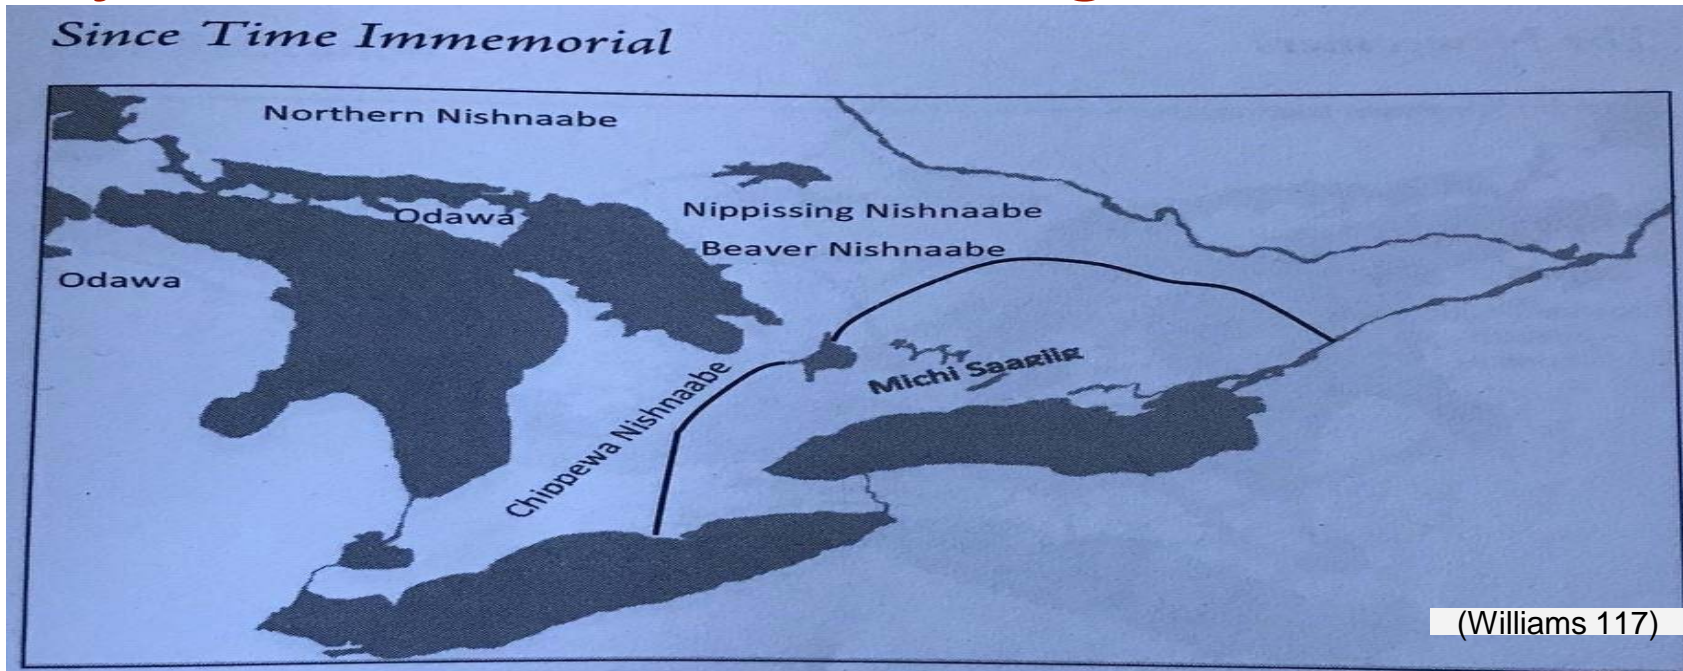 Since Time Immemorial
Northern Nishnaabe
Odawa
Nippissing Nishnaabe
Beaver Nishnaabe
Odawa
Michi Saagiig
Chippewa Nishnaabe
(Williams 117)